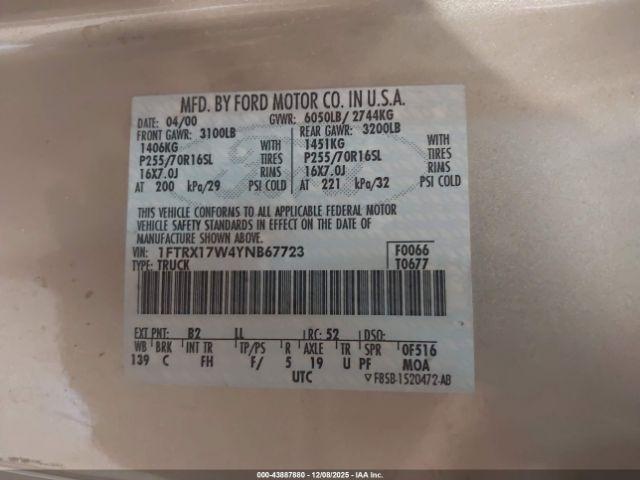 MFD. BY FORD MOTOR CO. IN U.S.A.
DATE: 04/00 GVWR: 6050LB/ 2744KG
FRONT GAWR: 3100LB REAR GAWR: 3200LB
1406KG WITH 1451KG WITH
P255/70R16SL TIRES P255/70R16SL TIRES
16X7.0J RIMS 16X7.0J RIMS
AT 200 kPa/29 PSI COLD AT 221 kPa/32 PSI COLD
THIS VEHICLE CONFORMS TO ALL APPLICABLE FEDERAL MOTOR
VEHICLE SAFETY STANDARDS IN EFFECT ON THE DATE OF
MANUFACTURE SHOWN ABOVE.
VIN: 1FTRX17W4YNB67723 F0066
TYPE: TRUCK T0677
EXT PNT: B2 LL RC: 52 DSO:
WB BRK INT TR TP/PS R AXLE TR SPR 0F516
139 C FH F/ 5 19 U PF MOA
UTC ▽ F85B-1520472-AB
000-43887880 - 12/08/2025 - IAA Inc.